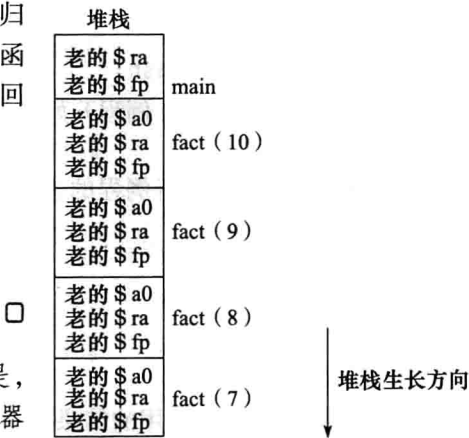 归
函
回
堆栈
老的 $ ra
老的 $ fp
main
老的 $ a0
老的 $ ra
老的 $ fp
fact（10）
老的 $ a0
老的 $ ra
老的 $ fp
fact（9）
老的 $ a0
老的 $ ra
老的 $ fp
fact（8）
老的 $ a0
老的 $ ra
老的 $ fp
fact（7）
堆栈生长方向
，
器